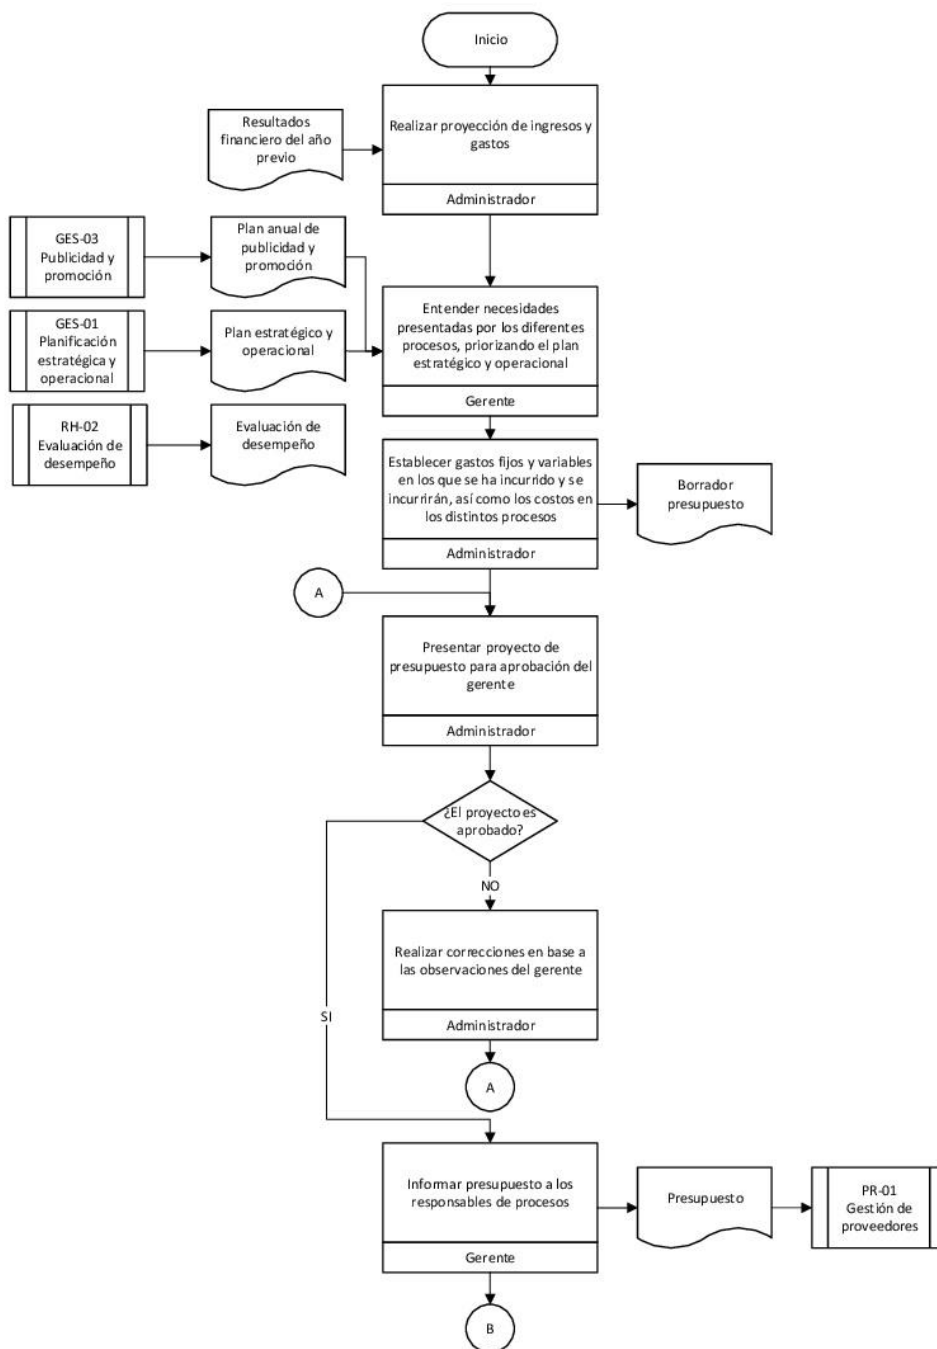 Inicio
Realizar proyección de ingresos y
gastos
Administrador
Resultados
financiero del año
previo
GES-03
Publicidad y
promoción
Plan anual de
publicidad y
promoción
GES-01
Planificación
estratégica y
operacional
Plan estratégico y
operacional
Entender necesidades
presentadas por los diferentes
procesos, priorizando el plan
estratégico y operacional
Gerente
RH-02
Evaluación de
desempeño
Evaluación de
desempeño
Establecer gastos fijos y variables
en los que se ha incurrido y se
incurrirán, así como los costos en
los distintos procesos
Administrador
Borrador
presupuesto
A
Presentar proyecto de
presupuesto para aprobación del
gerente
Administrador
¿El proyecto es
aprobado?
NO
Realizar correcciones en base a
las observaciones del gerente
Administrador
SI
A
Informar presupuesto a los
responsables de procesos
Gerente
Presupuesto
PR-01
Gestión de
proveedores
B